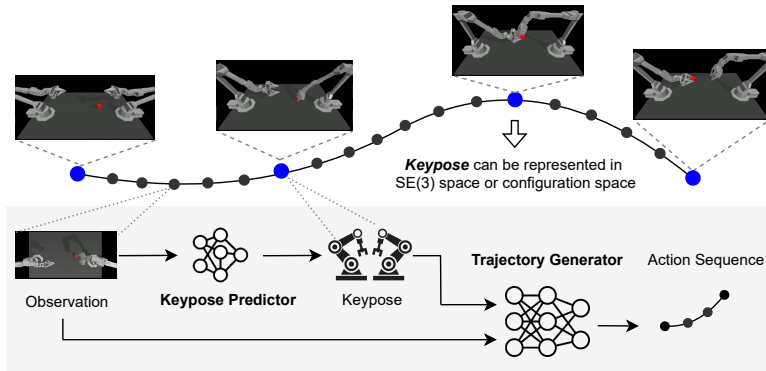 Keypose can be represented in
SE(3) space or configuration space
Trajectory Generator
Action Sequence
Observation
Keypose Predictor
Keypose